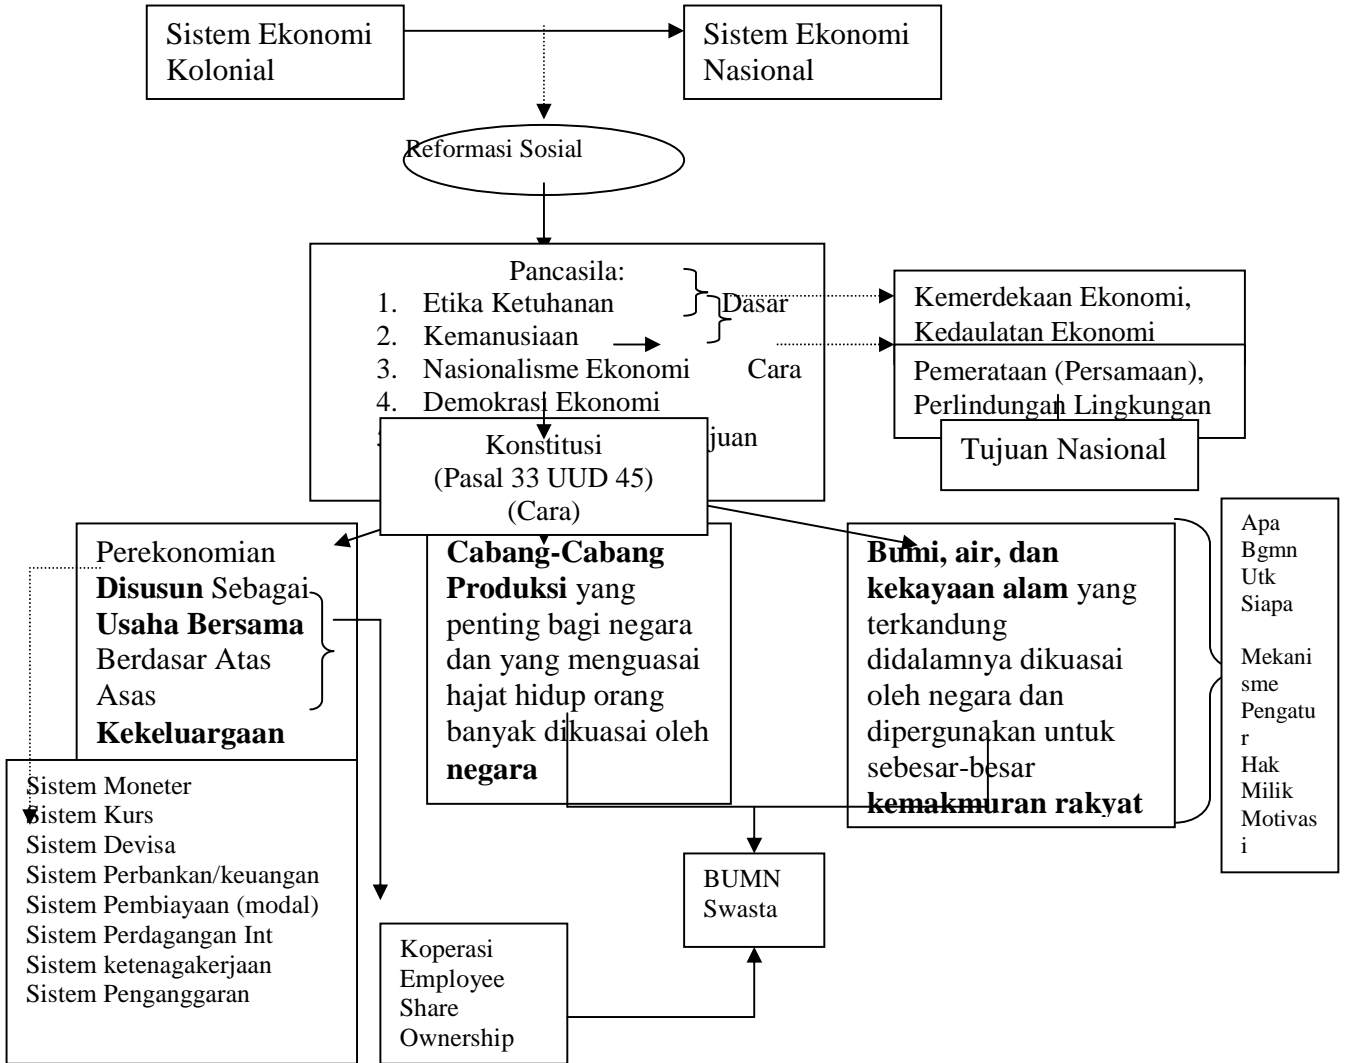 Sistem Ekonomi
Kolonial
Sistem Ekonomi
Nasional
Reformasi Sosial
Pancasila:
1. Etika Ketuhanan
Dasar
2. Kemanusiaan
3. Nasionalisme Ekonomi
Cara
4. Demokrasi Ekonomi
juan
Kemerdekaan Ekonomi,
Kedaulatan Ekonomi
Pemerataan (Persamaan),
Perlindungan Lingkungan
Tujuan Nasional
Konstitusi
(Pasal 33 UUD 45)
(Cara)
Perekonomian
Disusun Sebagai
Usaha Bersama
Berdasar Atas
Asas
Kekeluargaan
Cabang-Cabang
Produksi yang
penting bagi negara
dan yang menguasai
hajat hidup orang
banyak dikuasai oleh
negara
Bumi, air, dan
kekayaan alam yang
terkandung
didalamnya dikuasai
oleh negara dan
dipergunakan untuk
sebesar-besar
kemakmuran rakyat
Apa
Bgmn
Utk
Siapa
Mekani
sme
Pengatu
r
Hak
Milik
Motivas
i
Sistem Moneter
Sistem Kurs
Sistem Devisa
Sistem Perbankan/keuangan
Sistem Pembiayaan (modal)
Sistem Perdagangan Int
Sistem ketenagakerjaan
Sistem Penganggaran
Koperasi
Employee
Share
Ownership
BUMN
Swasta